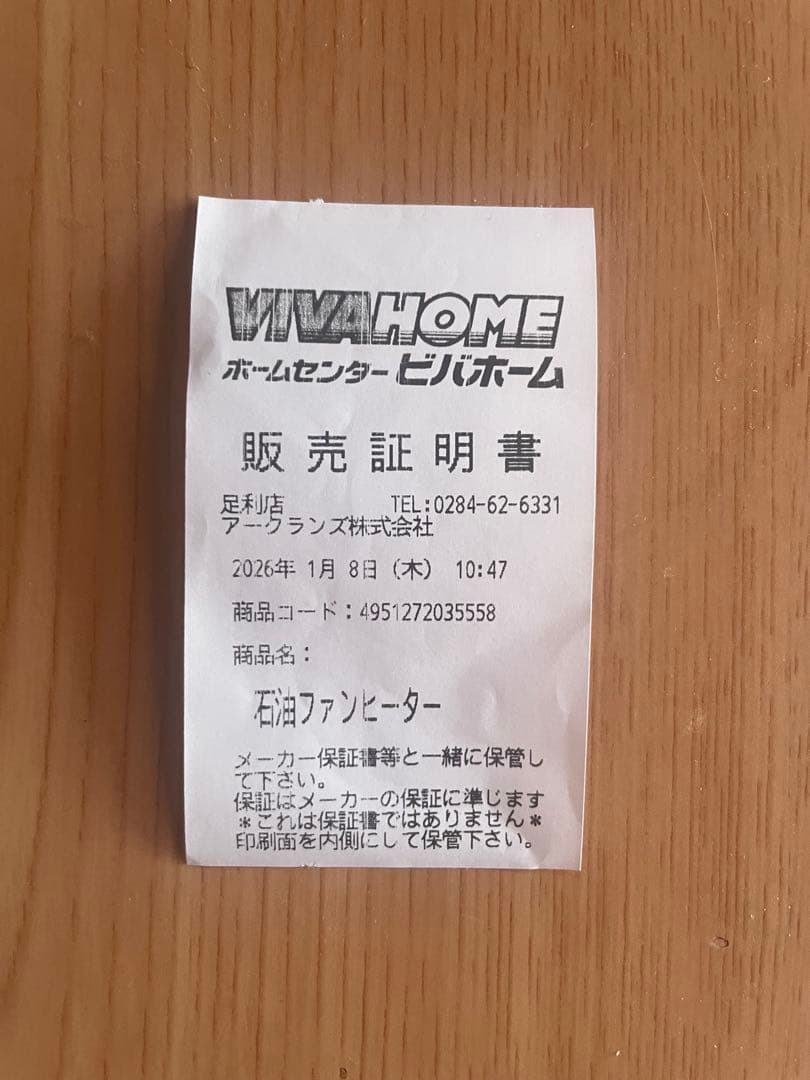 VIVAHOME
ホームセンター ビバホーム
販売証明書
足利店 TEL:0284-62-6331
アークランズ株式会社
2026年 1月 8日 (木) 10:47
商品コード:4951272035558
商品名:
石油ファンヒーター
メーカー保証書等と一緒に保管し
て下さい。
保証はメーカーの保証に準じます
*これは保証書ではありません*
印刷面を内側にして保管下さい。